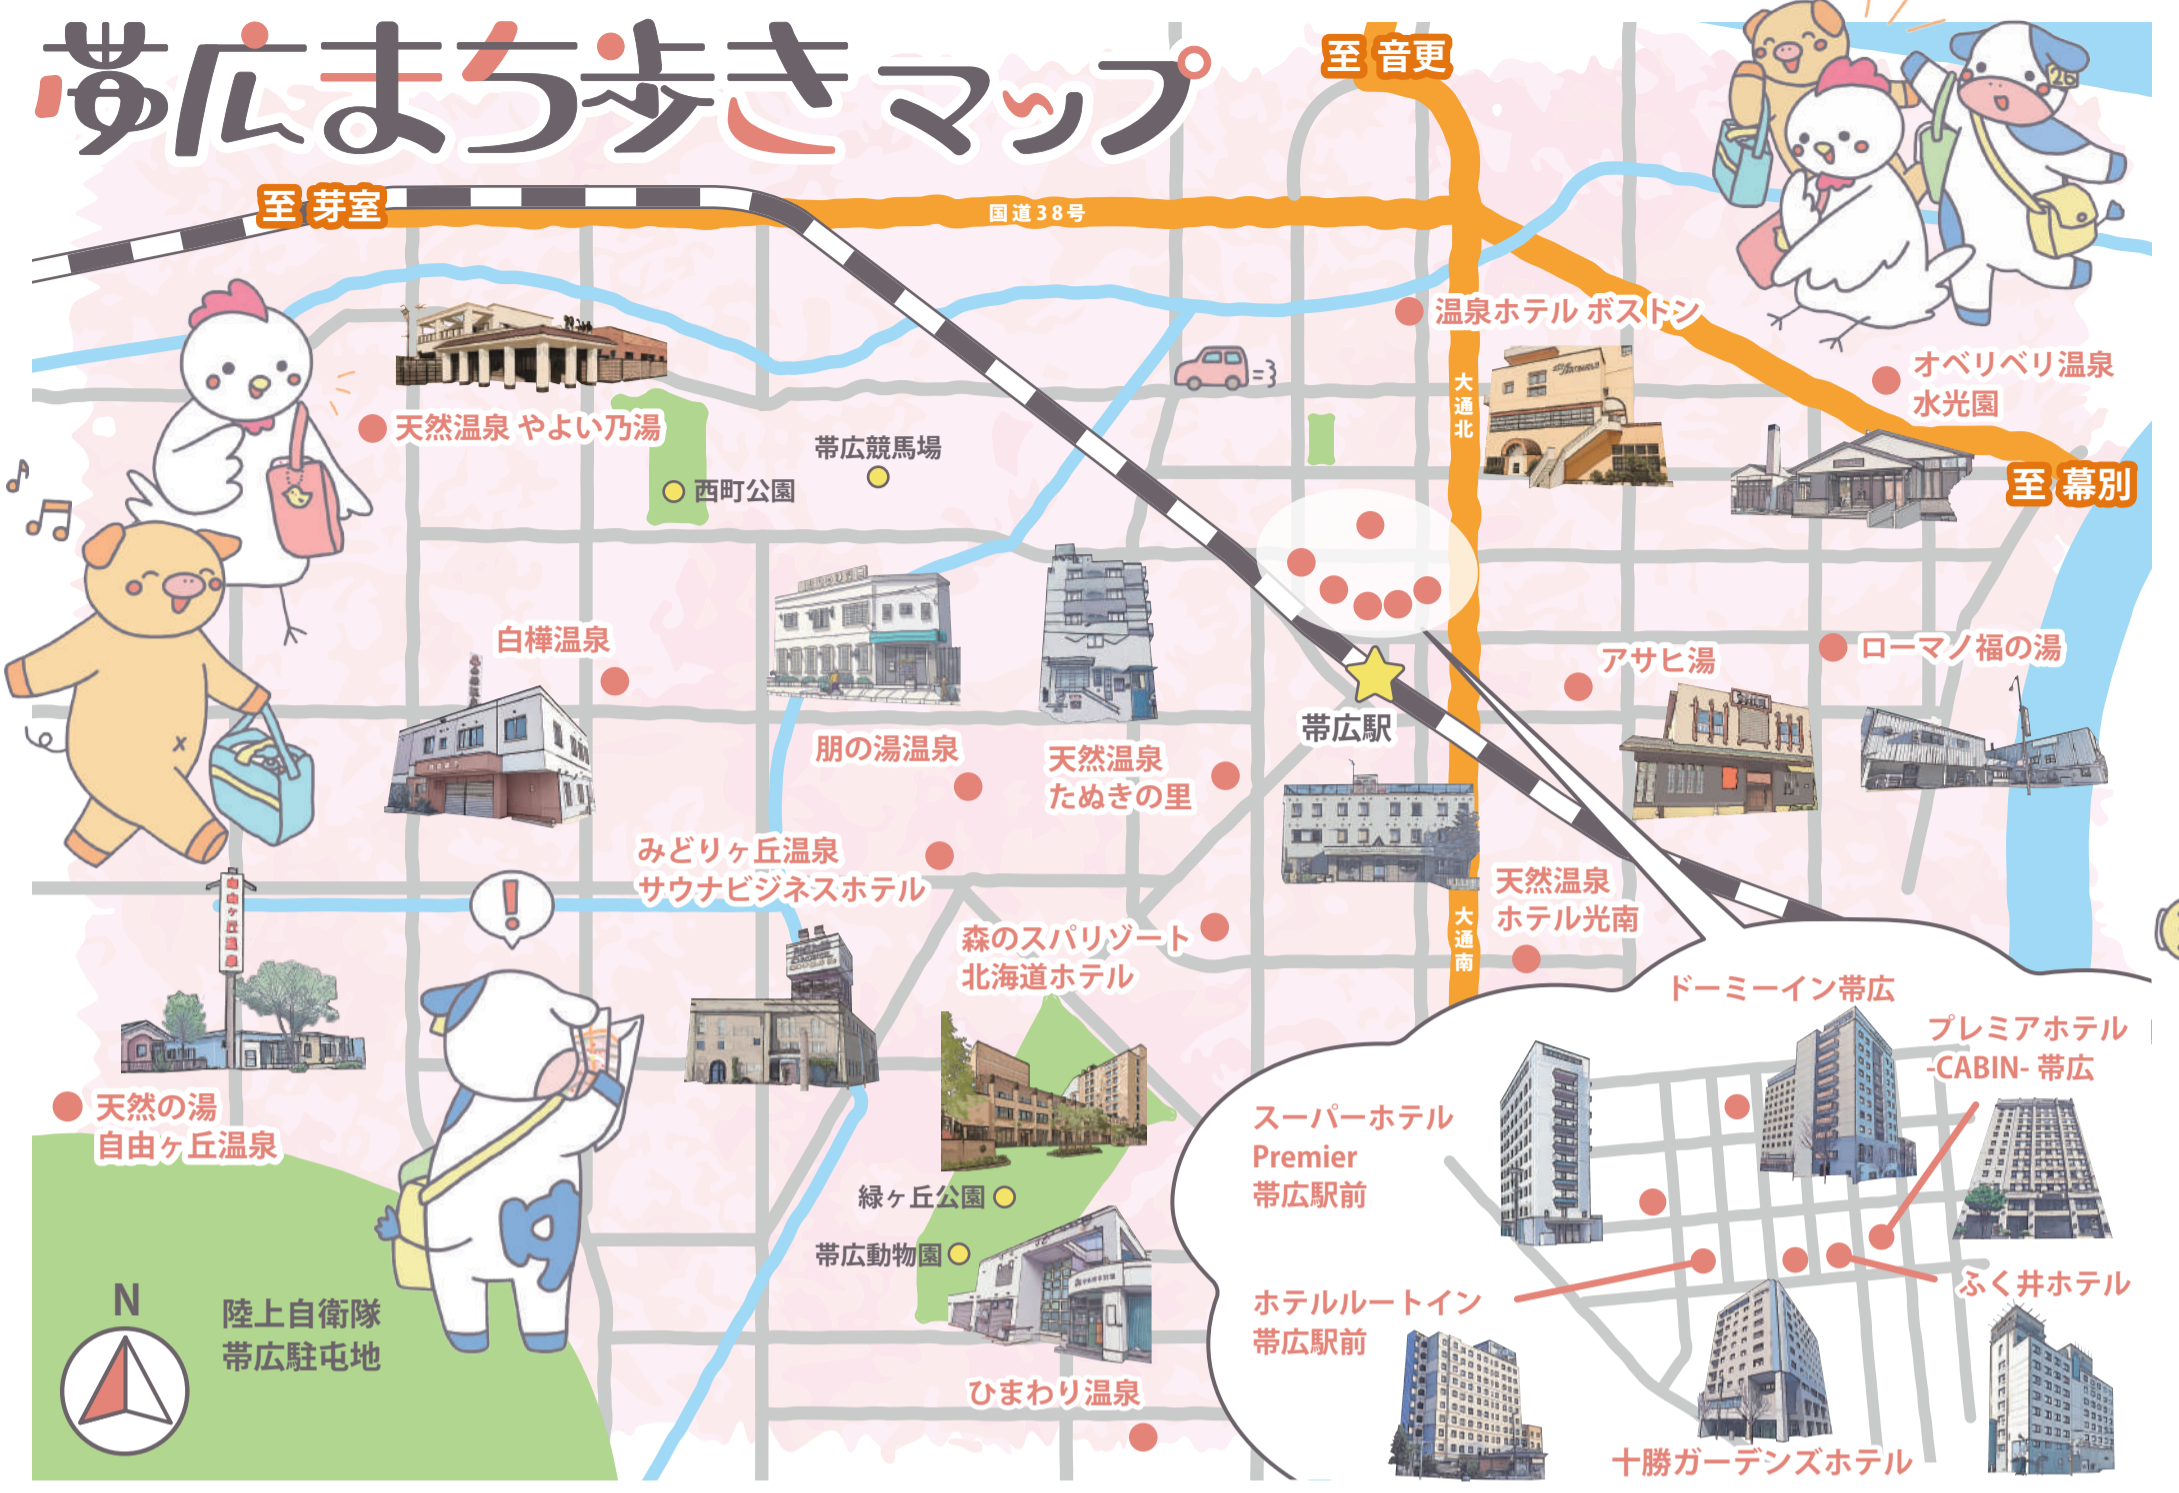 帯広まち歩きマップ
至 音更
至 芽室
国道38号
温泉ホテル ボストン
オベリベリ温泉
水光園
大通北
天然温泉 やよい乃湯
帯広競馬場
西町公園
至 幕別
白樺温泉
アサヒ湯
ローマノ福の湯
帯広駅
朋の湯温泉
天然温泉
たぬきの里
みどりヶ丘温泉
サウナビジネスホテル
天然温泉
ホテル光南
大通南
森のスパリゾート
北海道ホテル
自由ヶ丘温泉
!
ドーミーイン帯広
プレミアホテル
-CABIN- 帯広
天然の湯
自由ヶ丘温泉
スーパーホテル
Premier
帯広駅前
緑ヶ丘公園
帯広動物園
ふく井ホテル
ホテルルートイン
帯広駅前
N
陸上自衛隊
帯広駐屯地
ひまわり温泉
十勝ガーデンズホテル